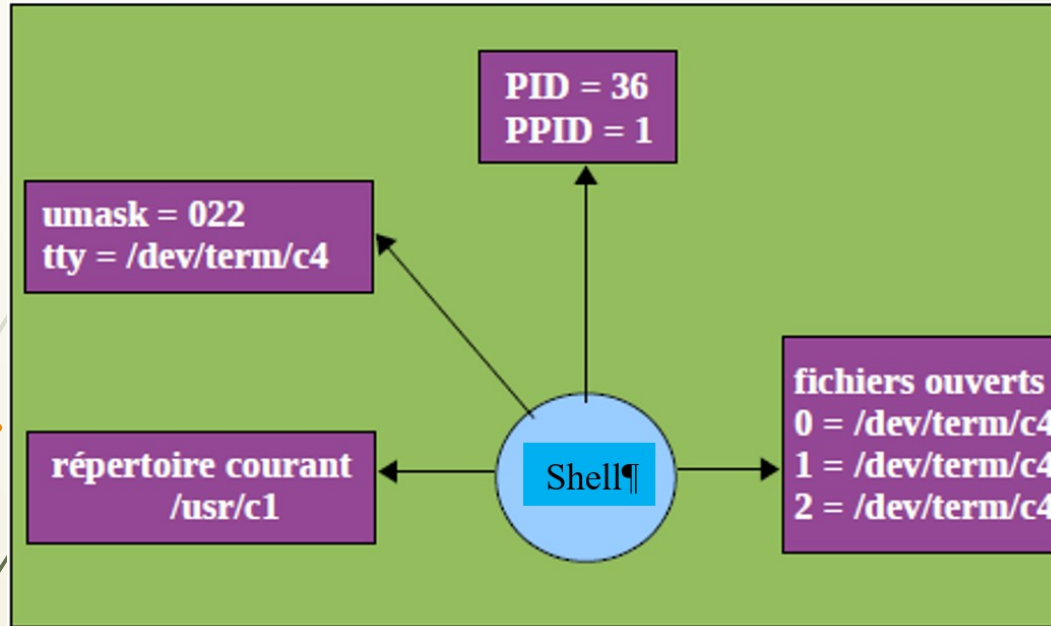 PID = 36
PPID = 1
umask = 022
tty = /dev/term/c4
répertoire courant
/usr/c1
Shell¶
fichiers ouverts
0 = /dev/term/c4
1 = /dev/term/c4
2 = /dev/term/c4